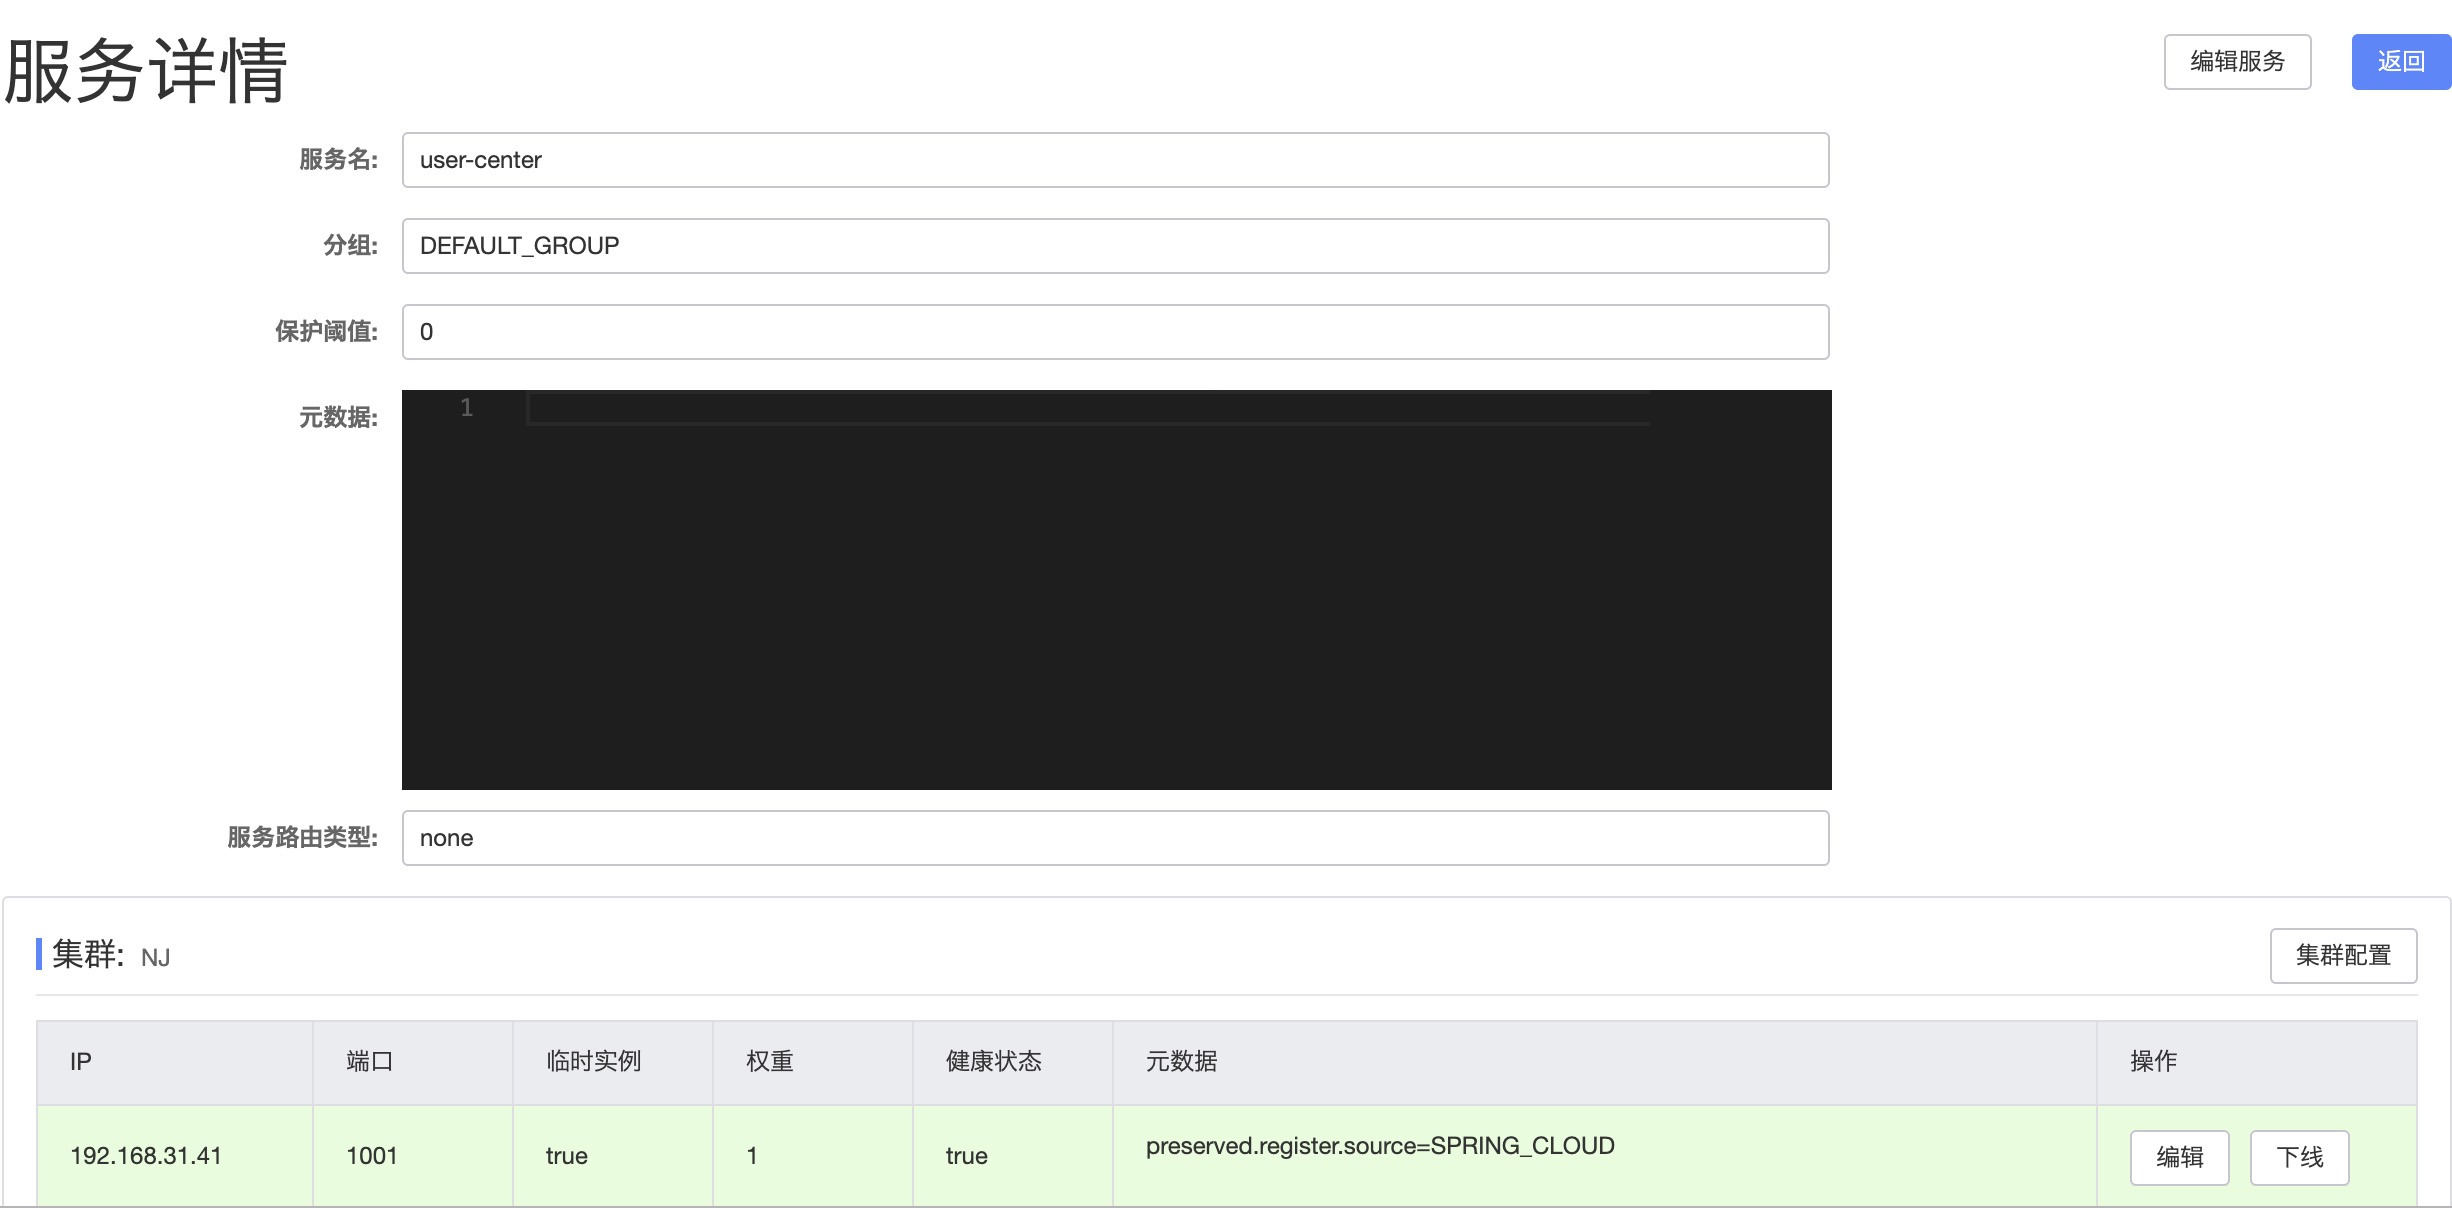 服务详情
编辑服务
返回
服务名: user-center
分组: DEFAULT_GROUP
保护阈值: 0
元数据: 1
服务路由类型: none
集群: NJ
集群配置
IP 端口 临时实例 权重 健康状态 元数据 操作
192.168.31.41 1001 true 1 true preserved.register.source=SPRING_CLOUD 编辑 下线